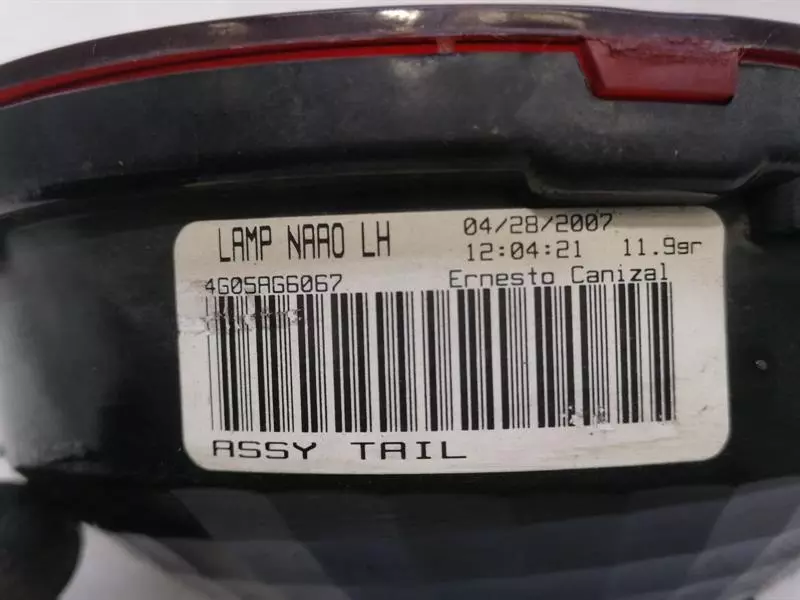 LAMP NAAO LH
04/28/2007
12:04:21 11.9gr
4G05AG6067
Ernesto Canizal
ASSY TAIL